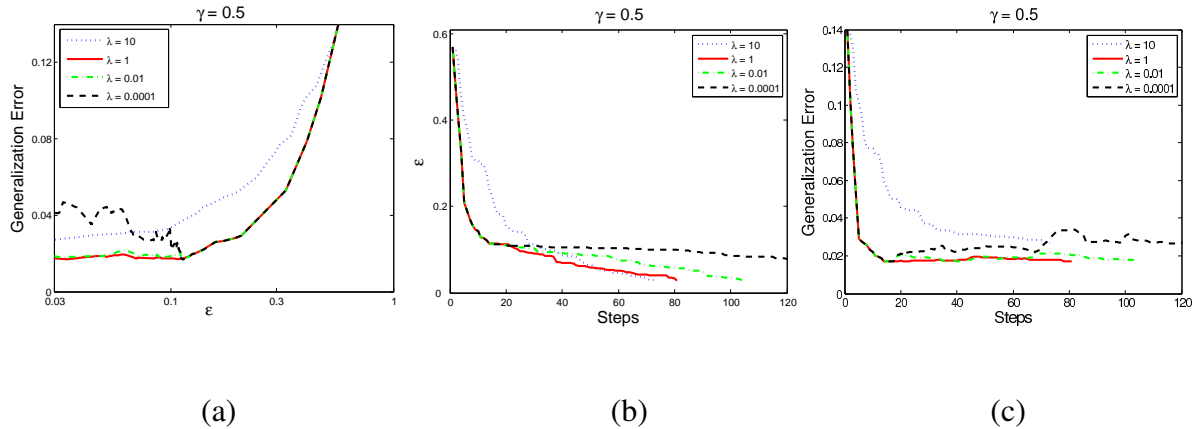 γ = 0.5
Generalization Error
0.12
0.08
0.04
0
0.03
0.1
0.3
1
ε
λ = 10
λ = 1
λ = 0.01
λ = 0.0001
(a)
γ = 0.5
ε
0.6
0.4
0.2
0
0
20
40
60
80
100
120
Steps
λ = 10
λ = 1
λ = 0.01
λ = 0.0001
(b)
γ = 0.5
Generalization Error
0.14
0.12
0.10
0.08
0.06
0.04
0.02
0
0
20
40
60
80
100
120
Steps
λ = 10
λ = 1
λ = 0.01
λ = 0.0001
(c)